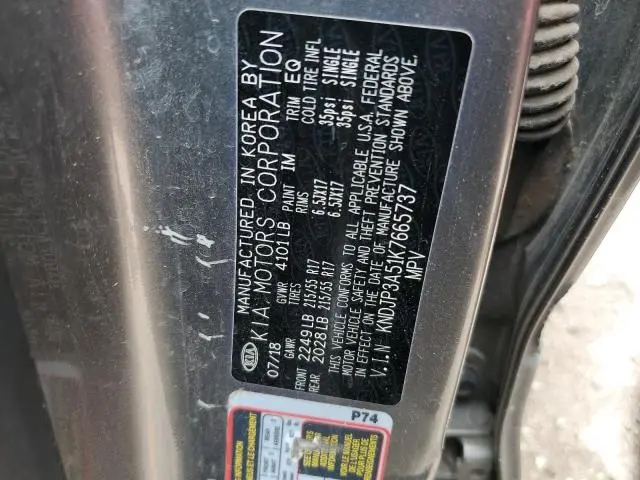 MANUFACTURED IN KOREA BY
KIA MOTORS CORPORATION
07/18 GVWR 4101LB PAINT IM TRIM EQ
GAWR TIRES RIMS COLD TIRE INFL
FRONT 2249LB 215/55 R17 6.5JX17 35psi SINGLE
REAR 2028LB 215/55 R17 6.5JX17 35psi SINGLE
THIS VEHICLE CONFORMS TO ALL APPLICABLE U.S.A. FEDERAL
MOTOR VEHICLE SAFETY AND THEFT PREVENTION STANDARDS
IN EFFECT ON THE DATE OF MANUFACTURE SHOWN ABOVE.
V.I.N KNDJP3A51K7665737
MPV
KIA
P74